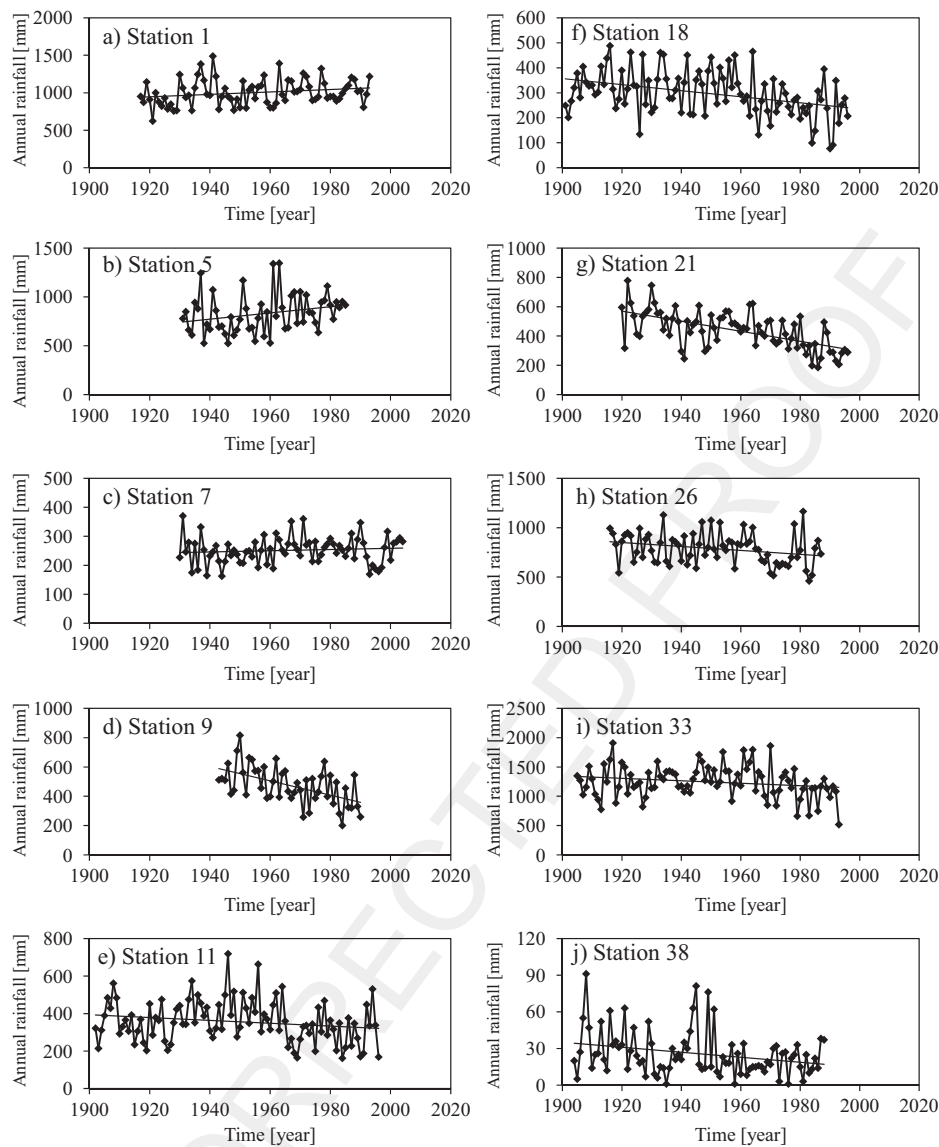 Annual rainfall [mm]
2000
1500
1000
500
0
a) Station 1
1900 1920 1940 1960 1980 2000 2020
Time [year]
Annual rainfall [mm]
600
500
400
300
200
100
0
f) Station 18
1900 1920 1940 1960 1980 2000 2020
Time [year]
Annual rainfall [mm]
1500
1000
500
0
b) Station 5
1900 1920 1940 1960 1980 2000 2020
Time [year]
Annual rainfall [mm]
1000
800
600
400
200
0
g) Station 21
1900 1920 1940 1960 1980 2000 2020
Time [year]
Annual rainfall [mm]
500
400
300
200
100
0
c) Station 7
1900 1920 1940 1960 1980 2000 2020
Time [year]
Annual rainfall [mm]
1500
1000
500
0
h) Station 26
1900 1920 1940 1960 1980 2000 2020
Time [year]
Annual rainfall [mm]
1000
800
600
400
200
0
d) Station 9
1900 1920 1940 1960 1980 2000 2020
Time [year]
Annual rainfall [mm]
2500
2000
1500
1000
500
0
i) Station 33
1900 1920 1940 1960 1980 2000 2020
Time [year]
Annual rainfall [mm]
800
600
400
200
0
e) Station 11
1900 1920 1940 1960 1980 2000 2020
Time [year]
Annual rainfall [mm]
120
90
60
30
0
j) Station 38
1900 1920 1940 1960 1980 2000 2020
Time [year]
ORRECTED PROOF